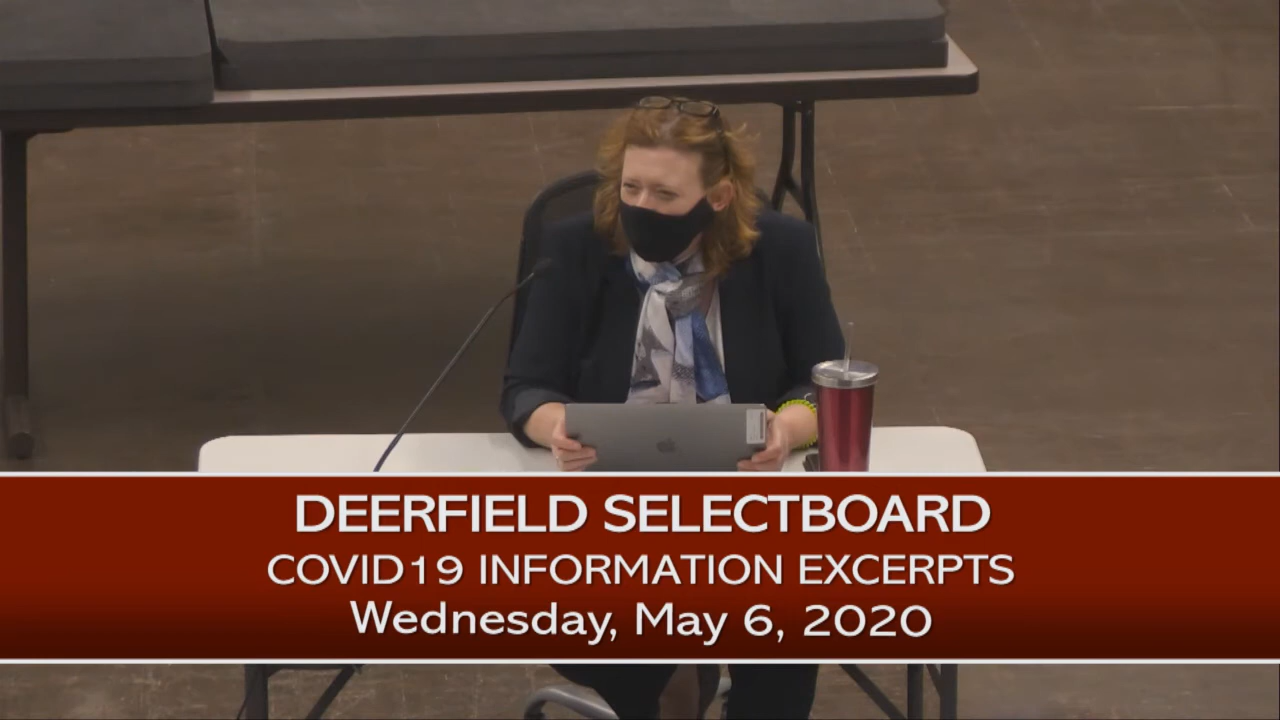 DEERFIELD SELECTBOARD
COVID19 INFORMATION EXCERPTS
Wednesday, May 6, 2020